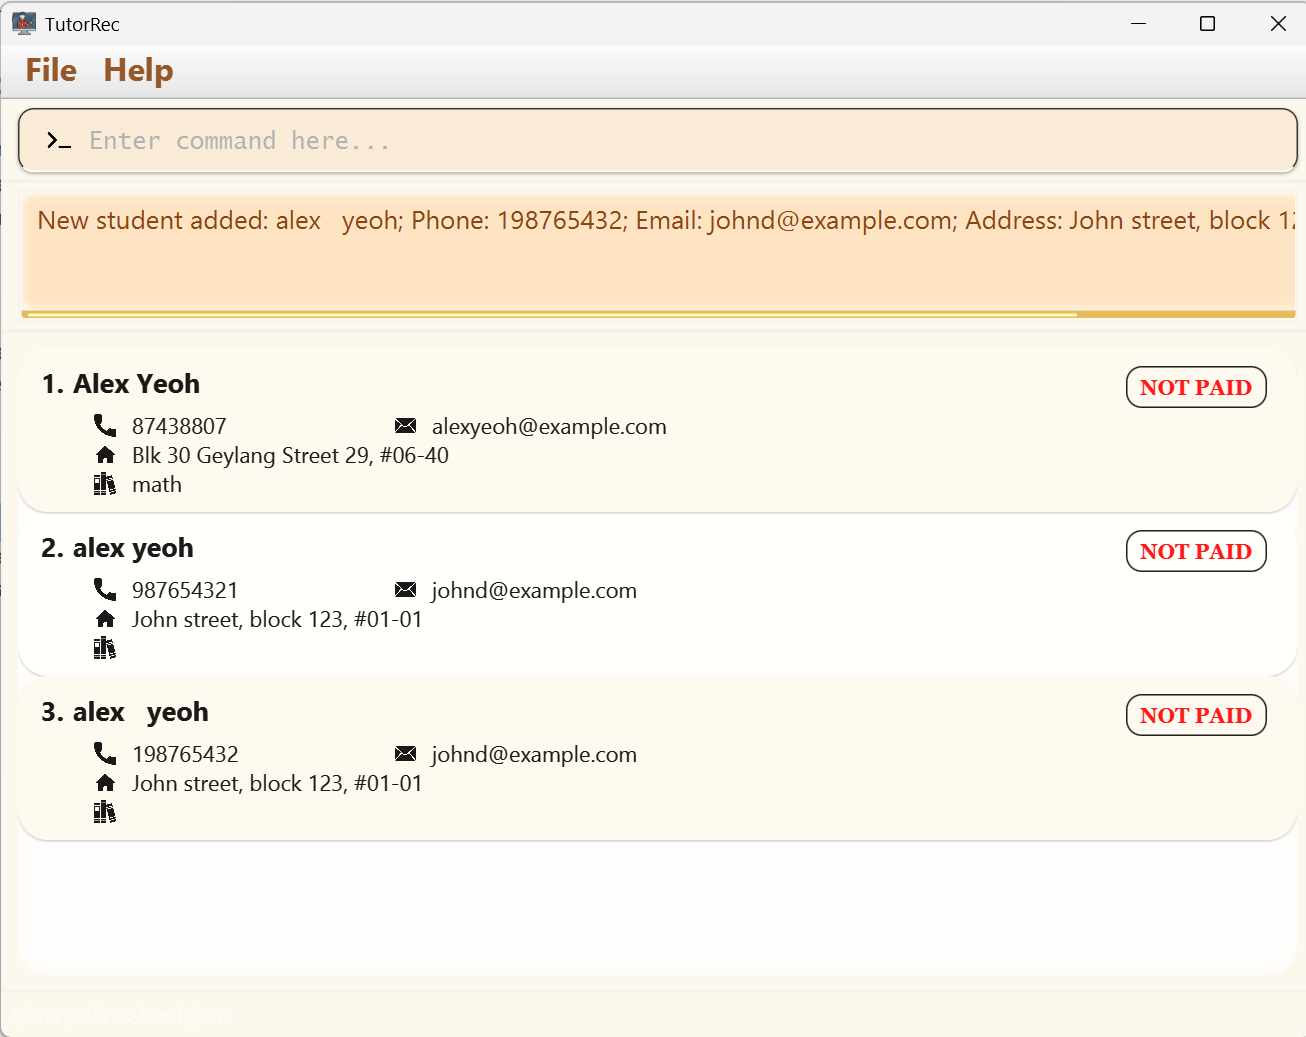 TutorRec
File Help
Enter command here...
New student added: alex   yeoh; Phone: 198765432; Email: johnd@example.com; Address: John street, block 12
1. Alex Yeoh NOT PAID
87438807 alexyeoh@example.com
Blk 30 Geylang Street 29, #06-40
math
2. alex yeoh NOT PAID
987654321 johnd@example.com
John street, block 123, #01-01
3. alex   yeoh NOT PAID
198765432 johnd@example.com
John street, block 123, #01-01
\data\addressbook.json